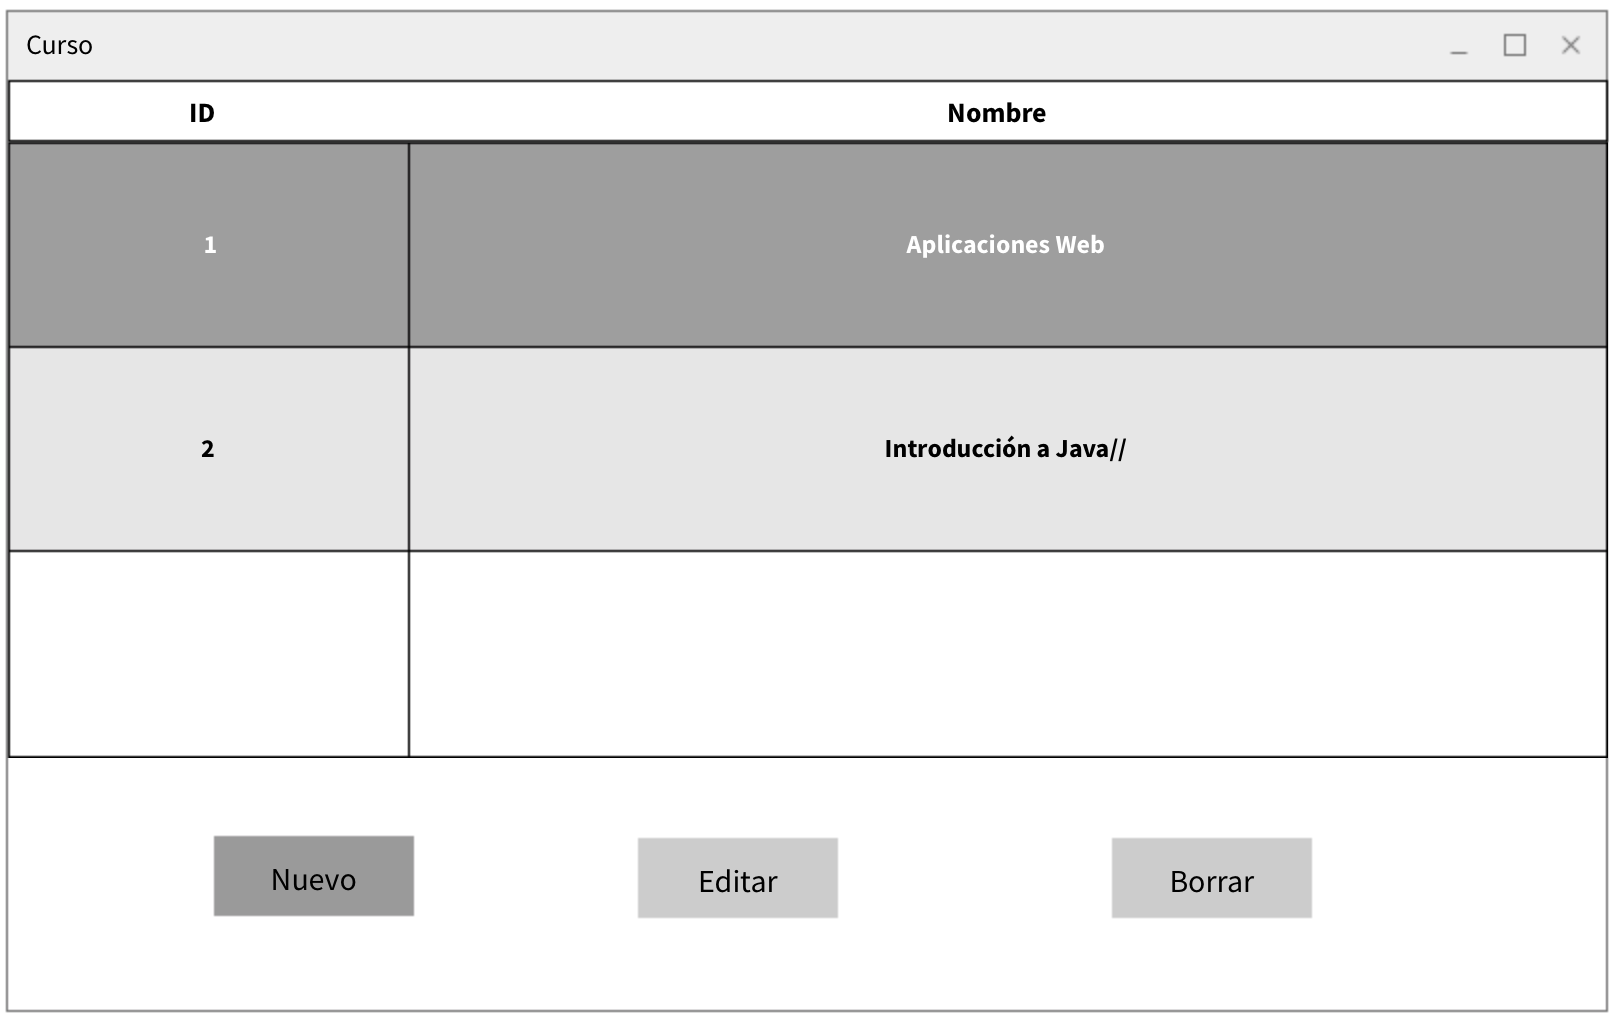 Curso
ID Nombre
1 Aplicaciones Web
2 Introducción a Java//
Nuevo Editar Borrar